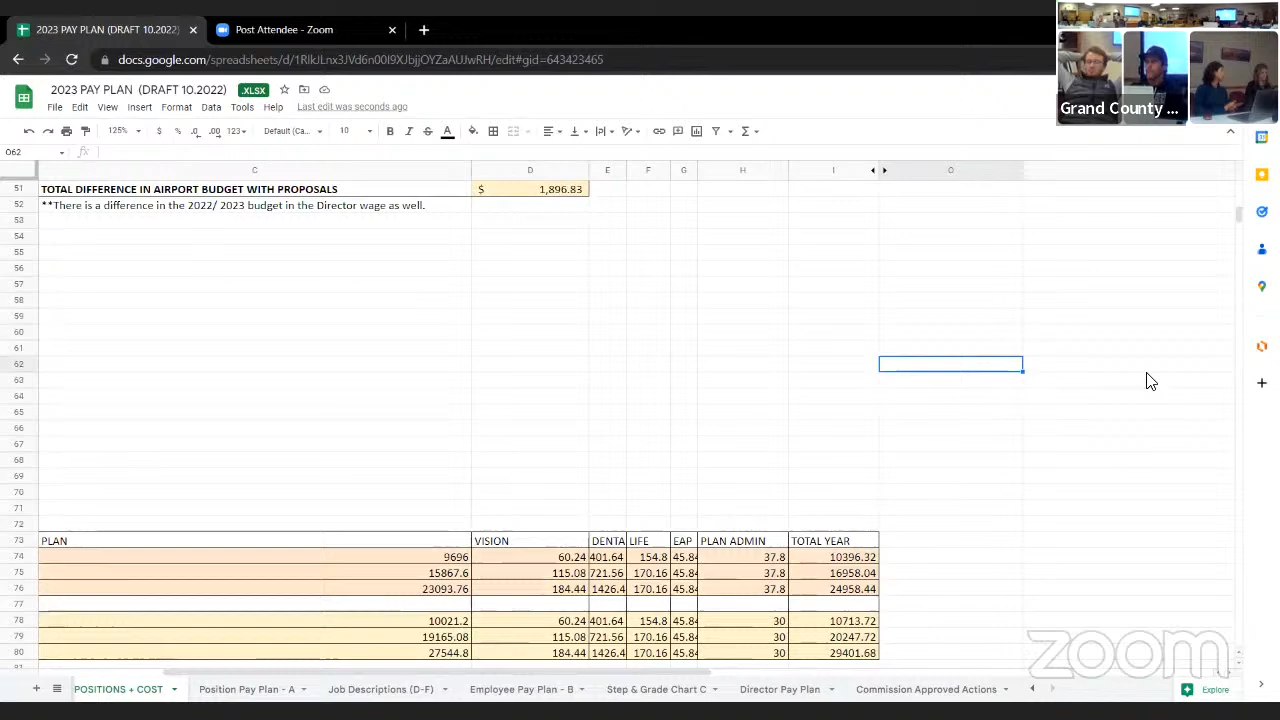 2023 PAY PLAN (DRAFT 10.2022)
Post Attendee - Zoom
docs.google.com/spreadsheets/d/1RlkJLnx3JVd6n00I9XJbjjOYZaAUJwRH/edit#gid=643423465
2023 PAY PLAN (DRAFT 10.2022) .XLSX
File Edit View Insert Format Data Tools Help Last edit was seconds ago
125% $ % .0 .00 123 Default (Ca... 10 B I S A
O62 fx
C D E F G H I O
51 TOTAL DIFFERENCE IN AIRPORT BUDGET WITH PROPOSALS $ 1,896.83
52 **There is a difference in the 2022/ 2023 budget in the Director wage as well.
53
54
55
56
57
58
59
60
61
62
63
64
65
66
67
68
69
70
71
72
73 PLAN VISION DENTA LIFE EAP PLAN ADMIN TOTAL YEAR
74 9696 60.24 401.64 154.8 45.84 37.8 10396.32
75 15867.6 115.08 721.56 170.16 45.84 37.8 16958.04
76 23093.76 184.44 1426.4 170.16 45.84 37.8 24958.44
77
78 10021.2 60.24 401.64 154.8 45.84 30 10713.72
79 19165.08 115.08 721.56 170.16 45.84 30 20247.72
80 27544.8 184.44 1426.4 170.16 45.84 30 29401.68
POSITIONS + COST Position Pay Plan - A Job Descriptions (D-F) Employee Pay Plan - B Step & Grade Chart C Director Pay Plan Commission Approved Actions Explore
Grand County ...
zoom